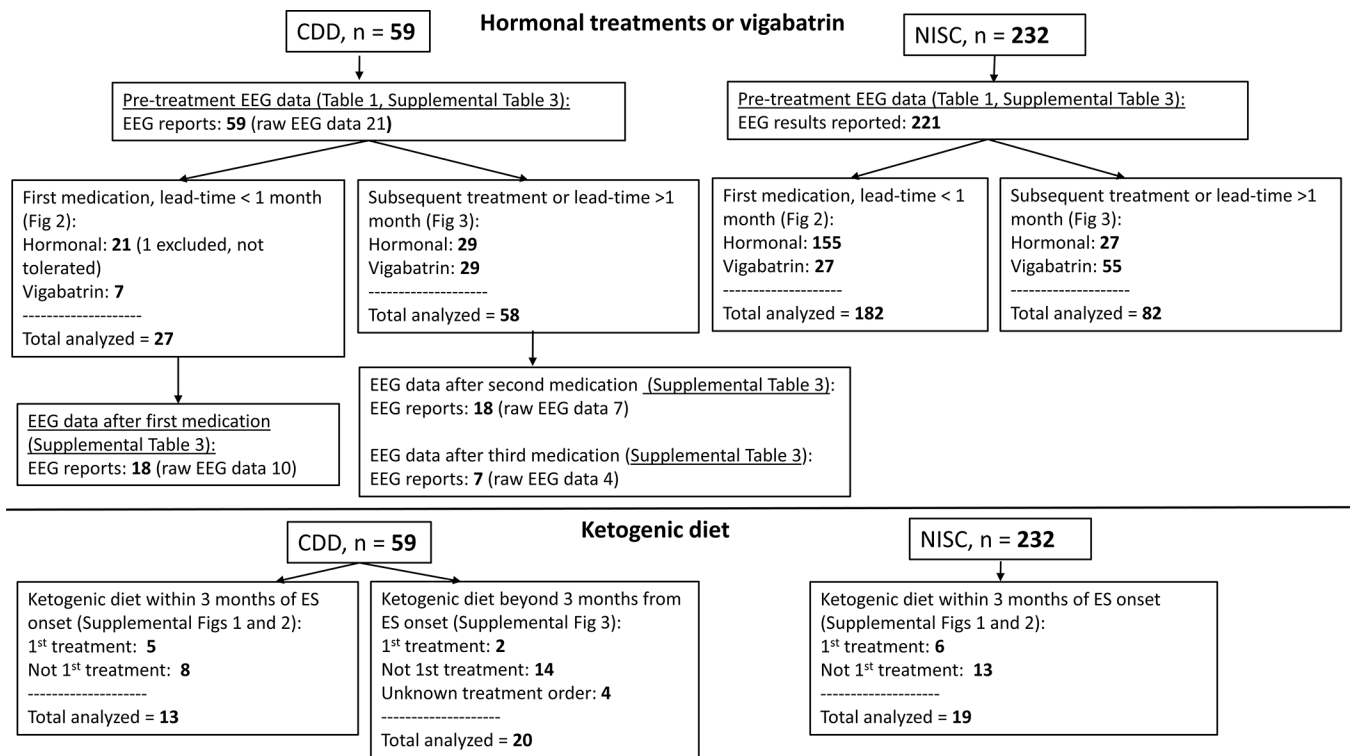 Hormonal treatments or vigabatrin
CDD, n = 59
Pre-treatment EEG data (Table 1, Supplemental Table 3):
EEG reports: 59 (raw EEG data 21)
First medication, lead-time < 1 month
(Fig 2):
Hormonal: 21 (1 excluded, not
tolerated)
Vigabatrin: 7
--------------------
Total analyzed = 27
Subsequent treatment or lead-time >1
month (Fig 3):
Hormonal: 29
Vigabatrin: 29
--------------------
Total analyzed = 58
EEG data after first medication
(Supplemental Table 3):
EEG reports: 18 (raw EEG data 10)
EEG data after second medication (Supplemental Table 3):
EEG reports: 18 (raw EEG data 7)
EEG data after third medication (Supplemental Table 3):
EEG reports: 7 (raw EEG data 4)
NISC, n = 232
Pre-treatment EEG data (Table 1, Supplemental Table 3):
EEG results reported: 221
First medication, lead-time < 1
month (Fig 2):
Hormonal: 155
Vigabatrin: 27
--------------------
Total analyzed = 182
Subsequent treatment or lead-time >1
month (Fig 3):
Hormonal: 27
Vigabatrin: 55
--------------------
Total analyzed = 82
Ketogenic diet
CDD, n = 59
Ketogenic diet within 3 months of ES
onset (Supplemental Figs 1 and 2):
1st treatment: 5
Not 1st treatment: 8
--------------------
Total analyzed = 13
Ketogenic diet beyond 3 months from
ES onset (Supplemental Fig 3):
1st treatment: 2
Not 1st treatment: 14
Unknown treatment order: 4
--------------------
Total analyzed = 20
NISC, n = 232
Ketogenic diet within 3 months of ES onset
(Supplemental Figs 1 and 2):
1st treatment: 6
Not 1st treatment: 13
--------------------
Total analyzed = 19